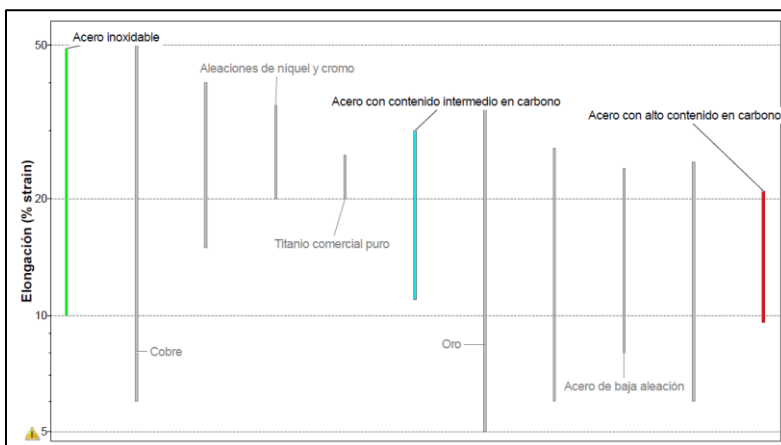 Acero inoxidable
50
Aleaciones de níquel y cromo
Acero con contenido intermedio en carbono
Acero con alto contenido en carbono
Elongación (% strain)
20
Titanio comercial puro
10
Oro
Cobre
Acero de baja aleación
5